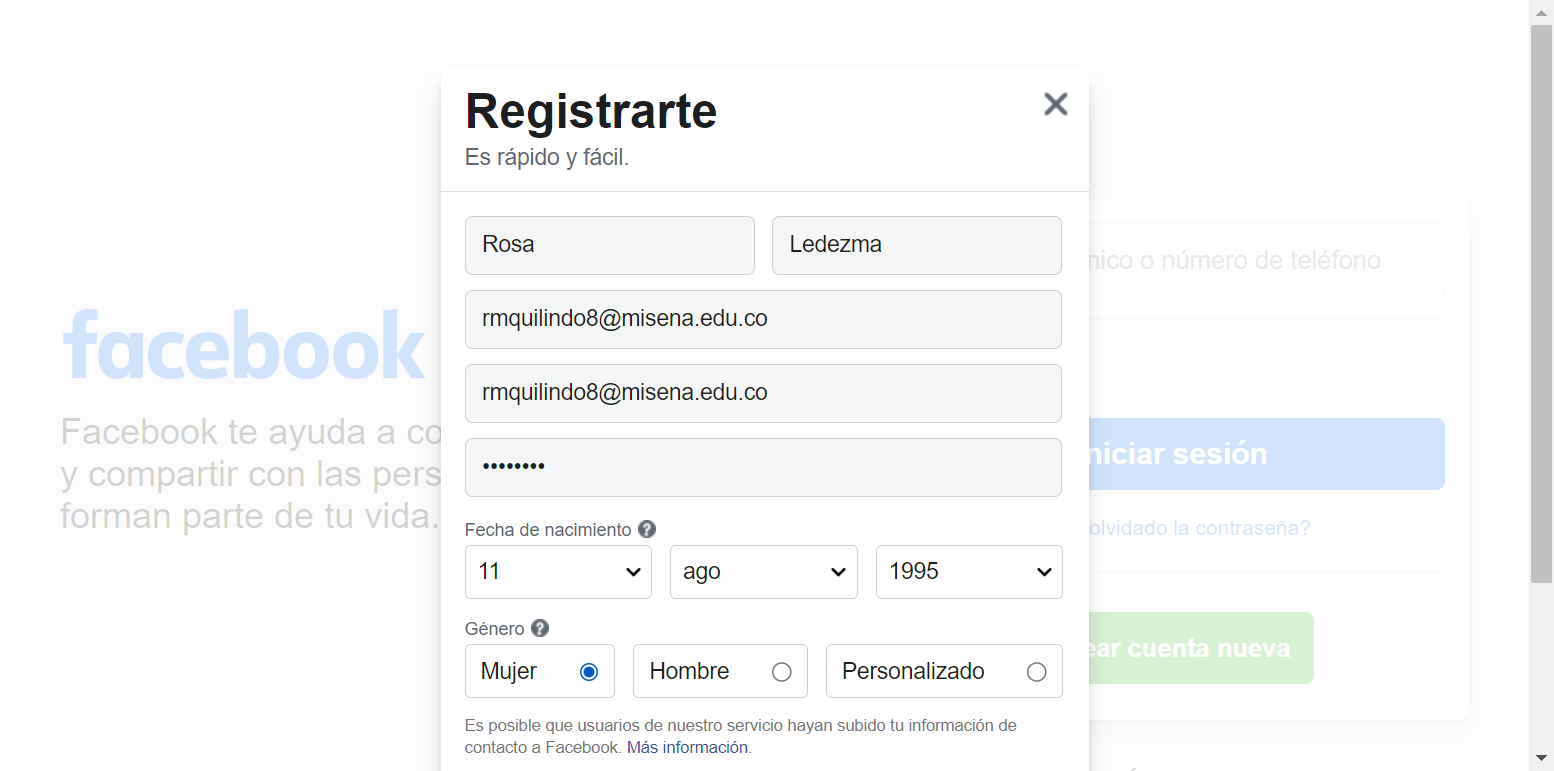 Registrarte
Es rápido y fácil.
Rosa
Ledezma
rmquilindo8@misena.edu.co
rmquilindo8@misena.edu.co
••••••••
Fecha de nacimiento ?
11
ago
1995
Género ?
Mujer
Hombre
Personalizado
Es posible que usuarios de nuestro servicio hayan subido tu información de
contacto a Facebook. Más información.
facebook
Facebook te ayuda a co
y compartir con las pers
forman parte de tu vida.
nico o número de teléfono
niciar sesión
olvidado la contraseña?
ear cuenta nueva